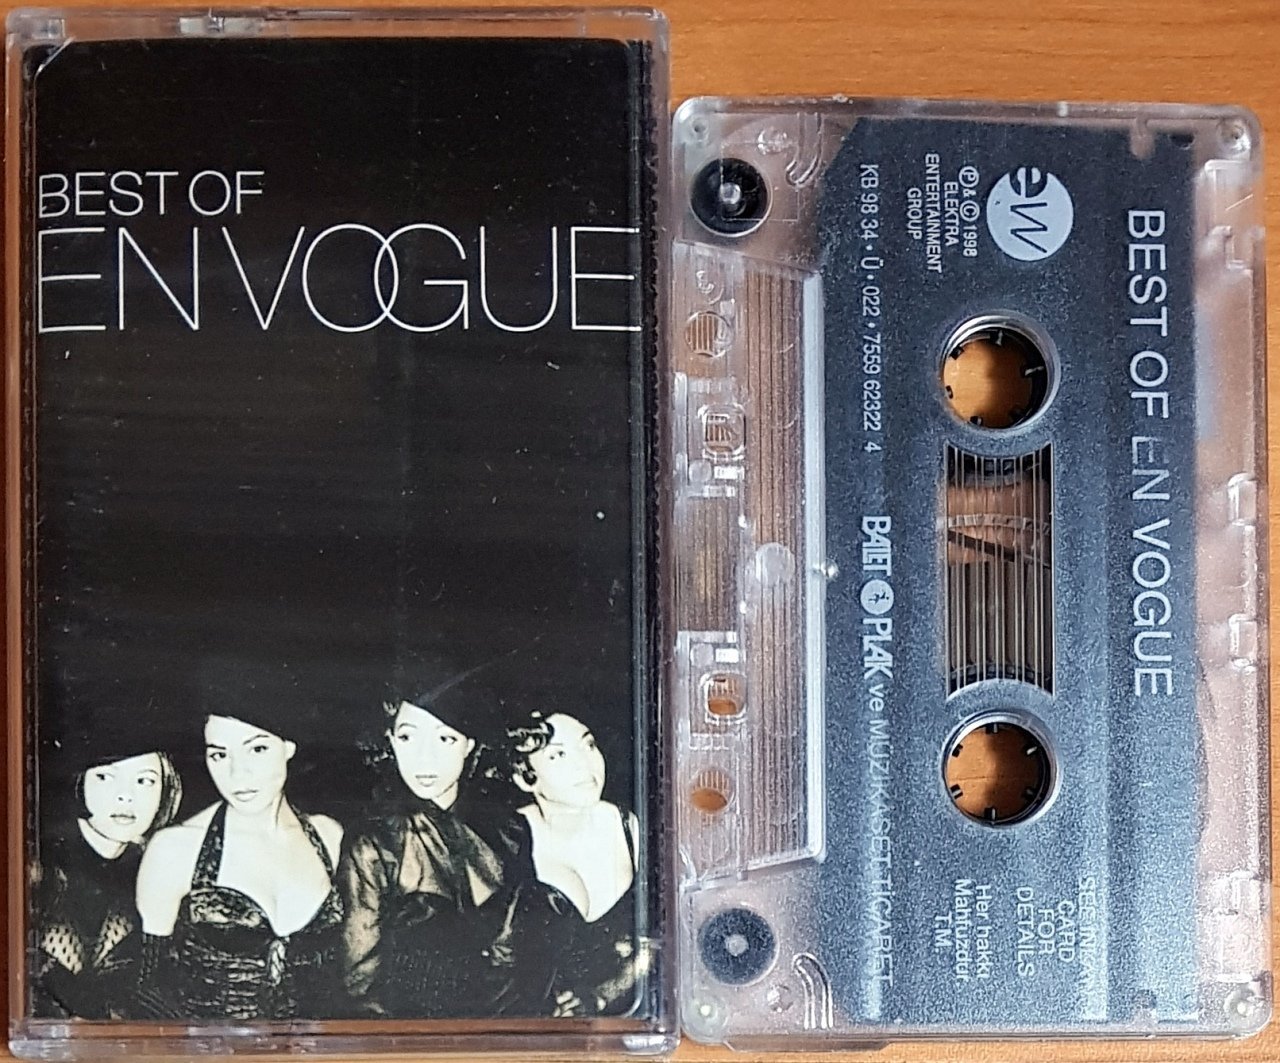 BEST OF
EN VOGUE
BEST OF EN VOGUE
ew
℗ & © 1998
ELEKTRA
ENTERTAINMENT
GROUP
SEE INLAY
CARD
FOR
DETAILS
Her hakkı
Mahfuzdur
T.M.
KB 98 34 • Ü • 022 • 7559 62322 4
BALET PLAK ve MÜZİK KASET TİCARET